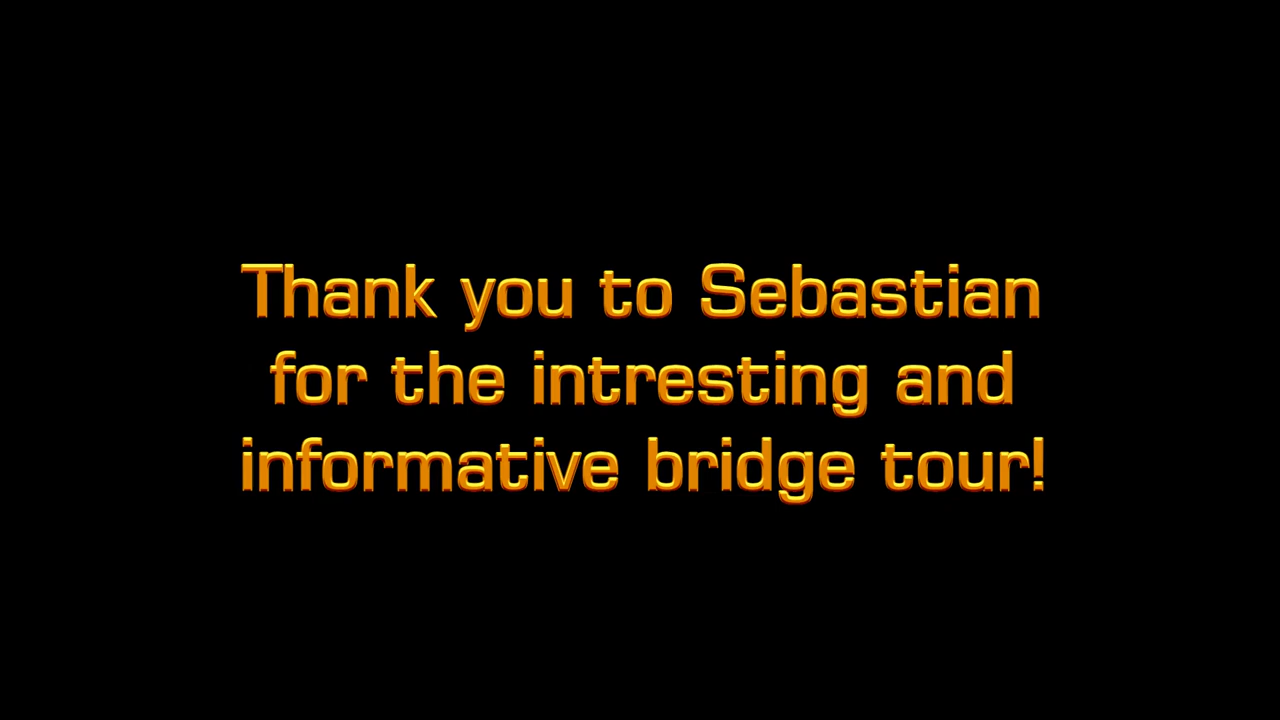 Thank you to Sebastian
for the intresting and
informative bridge tour!